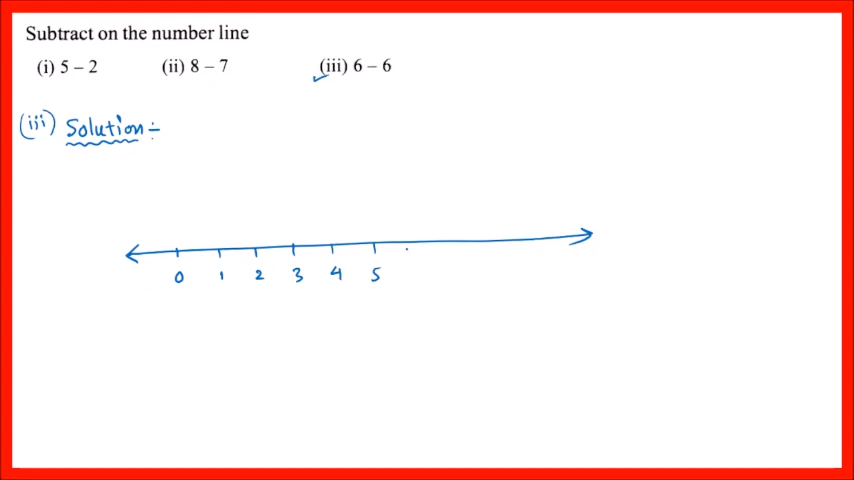 Subtract on the number line
(i) 5 – 2 (ii) 8 – 7 (iii) 6 – 6
(iii) Solution:-
0 1 2 3 4 5